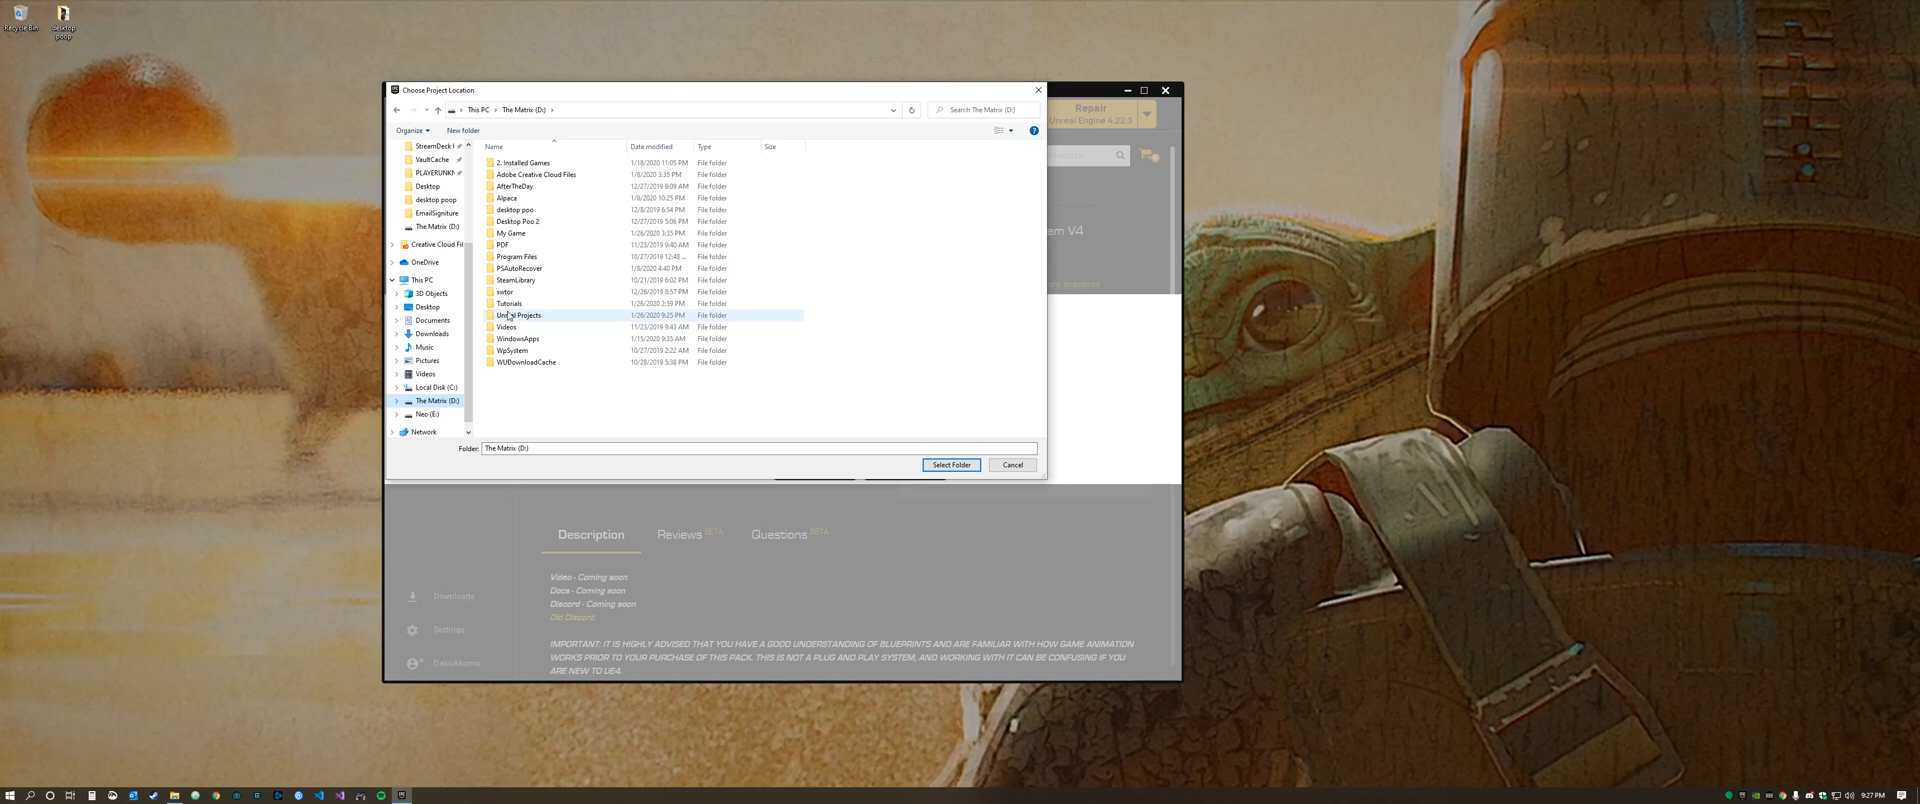 Recycle Bin
desktop
poop
Choose Project Location
This PC
The Matrix (D:)
Search The Matrix (D:)
Organize
New folder
Name
Date modified
Type
Size
StreamDeck I
VaultCache
PLAYERUNKN
Desktop
desktop poop
EmailSigniture
The Matrix (D:)
Creative Cloud Fil
OneDrive
This PC
3D Objects
Desktop
Documents
Downloads
Music
Pictures
Videos
Local Disk (C:)
The Matrix (D:)
Neo (E:)
Network
2. Installed Games 1/18/2020 11:05 PM File folder
Adobe Creative Cloud Files 1/8/2020 3:35 PM File folder
AfterTheDay 12/27/2019 9:09 AM File folder
Alpaca 1/8/2020 10:25 PM File folder
desktop poo 12/8/2019 6:54 PM File folder
Desktop Poo 2 12/27/2019 5:06 PM File folder
My Game 1/26/2020 3:35 PM File folder
PDF 11/23/2019 9:40 AM File folder
Program Files 10/27/2019 12:48 ... File folder
PSAutoRecover 1/8/2020 4:40 PM File folder
SteamLibrary 10/21/2019 6:02 PM File folder
swtor 12/26/2019 8:57 PM File folder
Tutorials 1/26/2020 2:59 PM File folder
Unreal Projects 1/26/2020 9:25 PM File folder
Videos 11/23/2019 9:43 AM File folder
WindowsApps 1/15/2020 9:35 AM File folder
WpSystem 10/27/2019 2:22 AM File folder
WUDownloadCache 10/28/2019 5:38 PM File folder
Folder: The Matrix (D:)
Select Folder
Cancel
Repair
Unreal Engine 4.22.3
Products...
em V4
answered
Description
Reviews BETA
Questions BETA
Video - Coming soon
Docs - Coming soon
Discord - Coming soon
Old Discord
IMPORTANT: IT IS HIGHLY ADVISED THAT YOU HAVE A GOOD UNDERSTANDING OF BLUEPRINTS AND ARE FAMILIAR WITH HOW GAME ANIMATION
WORKS PRIOR TO YOUR PURCHASE OF THIS PACK. THIS IS NOT A PLUG AND PLAY SYSTEM, AND WORKING WITH IT CAN BE CONFUSING IF YOU
ARE NEW TO UE4.
Downloads
Settings
DakuAkuma
9:27 PM